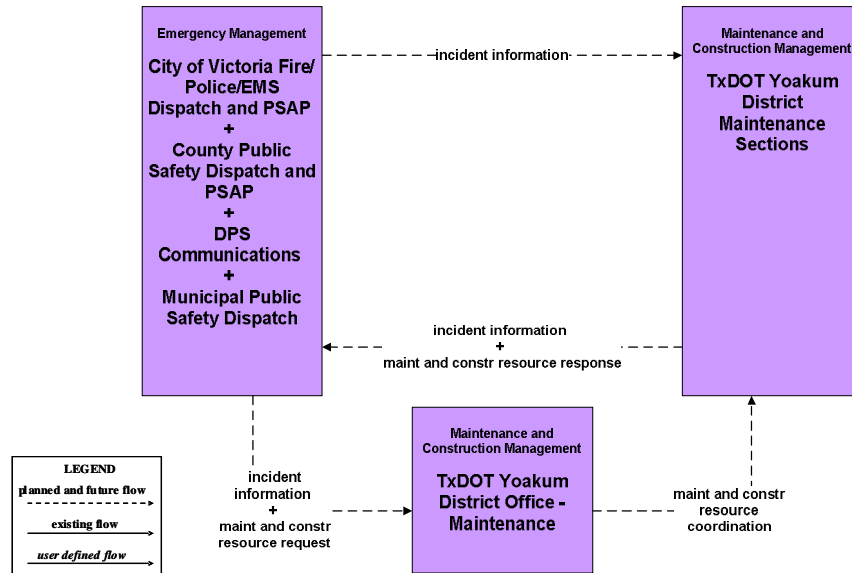 Emergency Management
City of Victoria Fire/
Police/EMS
Dispatch and PSAP
+
County Public
Safety Dispatch and
PSAP
+
DPS
Communications
+
Municipal Public
Safety Dispatch
incident information
Maintenance and
Construction Management
TxDOT Yoakum
District
Maintenance
Sections
incident information
+
maint and constr resource response
Maintenance and
Construction Management
TxDOT Yoakum
District Office -
Maintenance
incident
information
+
maint and constr
resource request
maint and constr
resource
coordination
LEGEND
planned and future flow
existing flow
user defined flow